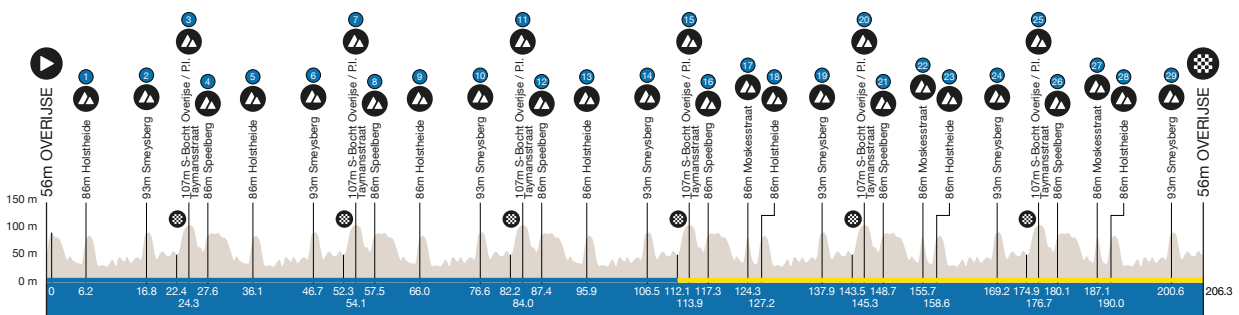 1 2 3 4 5 6 7 8 9 10 11 12 13 14 15 16 17 18 19 20 21 22 23 24 25 26 27 28 29
56m OVERIJSE
86m Holstheide
93m Smeysberg
107m S-Bocht Overijse / P.I.
Taymansstraat
86m Speelberg
86m Holstheide
93m Smeysberg
107m S-Bocht Overijse / P.I.
Taymansstraat
86m Speelberg
86m Holstheide
93m Smeysberg
107m S-Bocht Overijse / P.I.
Taymansstraat
86m Speelberg
86m Holstheide
93m Smeysberg
107m S-Bocht Overijse / P.I.
Taymansstraat
86m Speelberg
86m Moskesstraat
86m Holstheide
93m Smeysberg
107m S-Bocht Overijse / P.I.
Taymansstraat
86m Speelberg
86m Moskesstraat
86m Holstheide
93m Smeysberg
107m S-Bocht Overijse / P.I.
Taymansstraat
86m Speelberg
86m Moskesstraat
86m Holstheide
93m Smeysberg
56m OVERIJSE
150 m
100 m
50 m
0 m
0 6.2 16.8 22.4 27.6 36.1 46.7 52.3 57.5 66.0 76.6 82.2 87.4 95.9 106.5 112.1 117.3 124.3 137.9 143.5 148.7 155.7 169.2 174.9 180.1 187.1 200.6 206.3
24.3 54.1 84.0 113.9 127.2 145.3 158.6 176.7 190.0